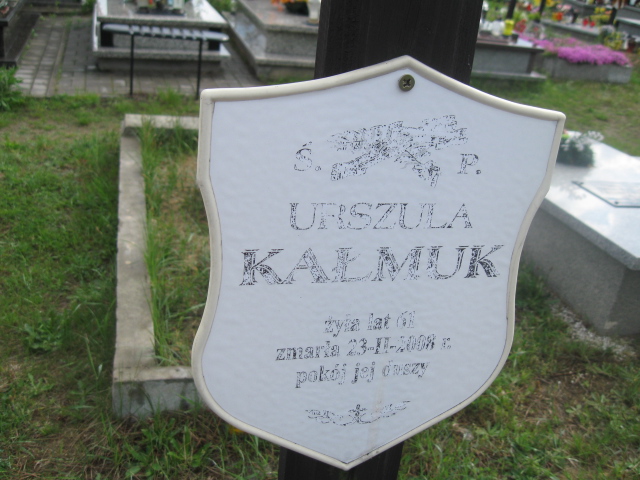 Ś. P.
URSZULA
KAŁMUK
żyła lat 61
zmarła 23-II-2008 r.
pokój jej duszy